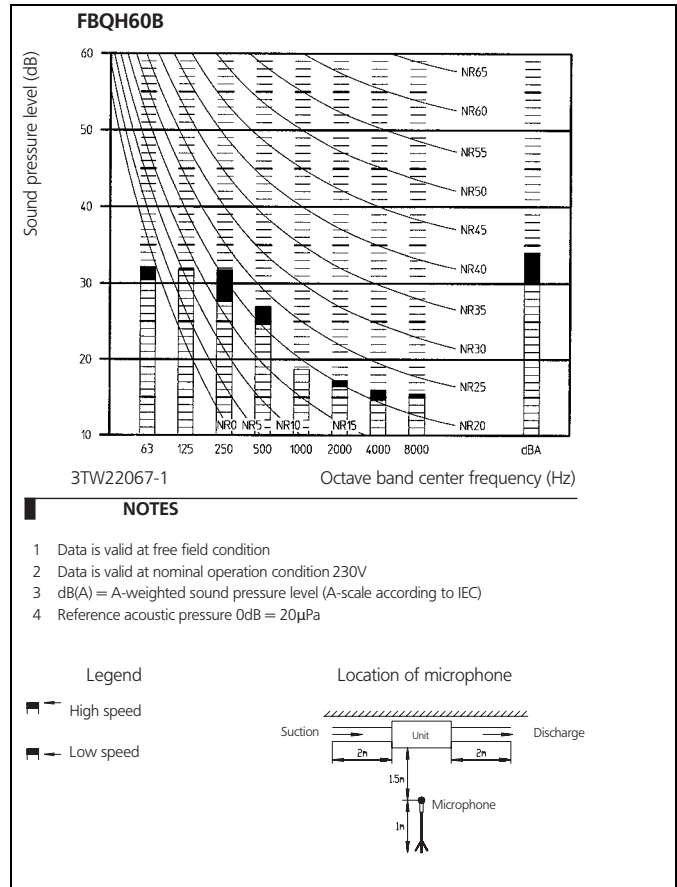 FBQH60B
Sound pressure level (dB)
60
50
40
30
20
10
NR65
NR60
NR55
NR50
NR45
NR40
NR35
NR30
NR25
NR20
NR0 NR5 NR10 NR15
63 125 250 500 1000 2000 4000 8000 dBA
3TW22067-1 Octave band center frequency (Hz)
NOTES
1 Data is valid at free field condition
2 Data is valid at nominal operation condition 230V
3 dB(A) = A-weighted sound pressure level (A-scale according to IEC)
4 Reference acoustic pressure 0dB = 20µPa
Legend
High speed
Low speed
Location of microphone
Suction Unit Discharge
2m 2m
1.5m
Microphone
1m